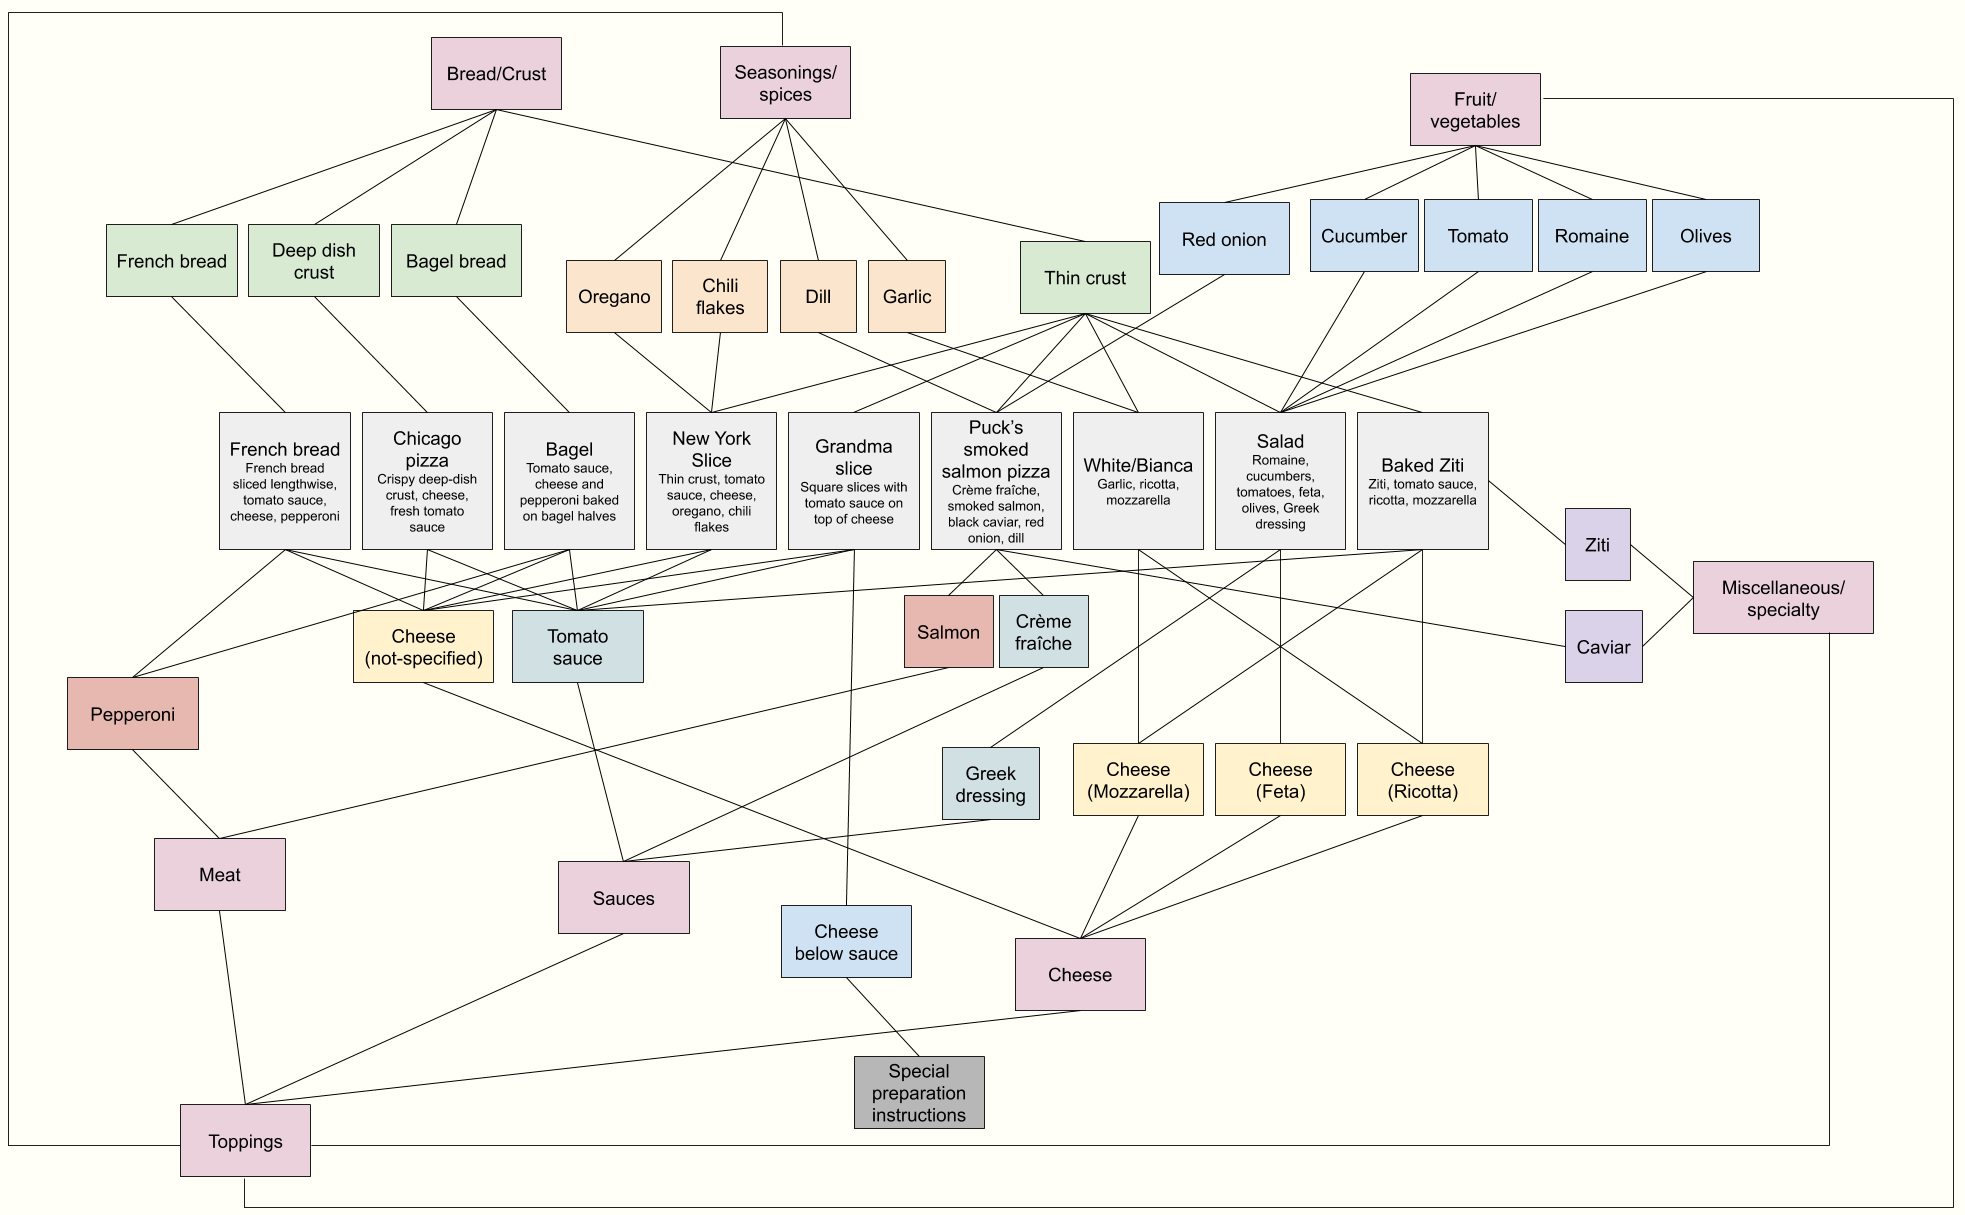 Bread/Crust
Seasonings/
spices
Fruit/
vegetables
French bread
Deep dish
crust
Bagel bread
Oregano
Chili
flakes
Dill
Garlic
Thin crust
Red onion
Cucumber
Tomato
Romaine
Olives
French bread
French bread
sliced lengthwise,
tomato sauce,
cheese, pepperoni
Chicago
pizza
Crispy deep-dish
crust, cheese,
fresh tomato
sauce
Bagel
Tomato sauce,
cheese and
pepperoni baked
on bagel halves
New York
Slice
Thin crust, tomato
sauce, cheese,
oregano, chili
flakes
Grandma
slice
Square slices with
tomato sauce on
top of cheese
Puck's
smoked
salmon pizza
Crème fraîche,
smoked salmon,
black caviar, red
onion, dill
White/Bianca
Garlic, ricotta,
mozzarella
Salad
Romaine,
cucumbers,
tomatoes, feta,
olives, Greek
dressing
Baked Ziti
Ziti, tomato sauce,
ricotta, mozzarella
Ziti
Miscellaneous/
specialty
Caviar
Cheese
(not-specified)
Tomato
sauce
Salmon
Crème
fraîche
Pepperoni
Greek
dressing
Cheese
(Mozzarella)
Cheese
(Feta)
Cheese
(Ricotta)
Meat
Sauces
Cheese
below sauce
Cheese
Special
preparation
instructions
Toppings